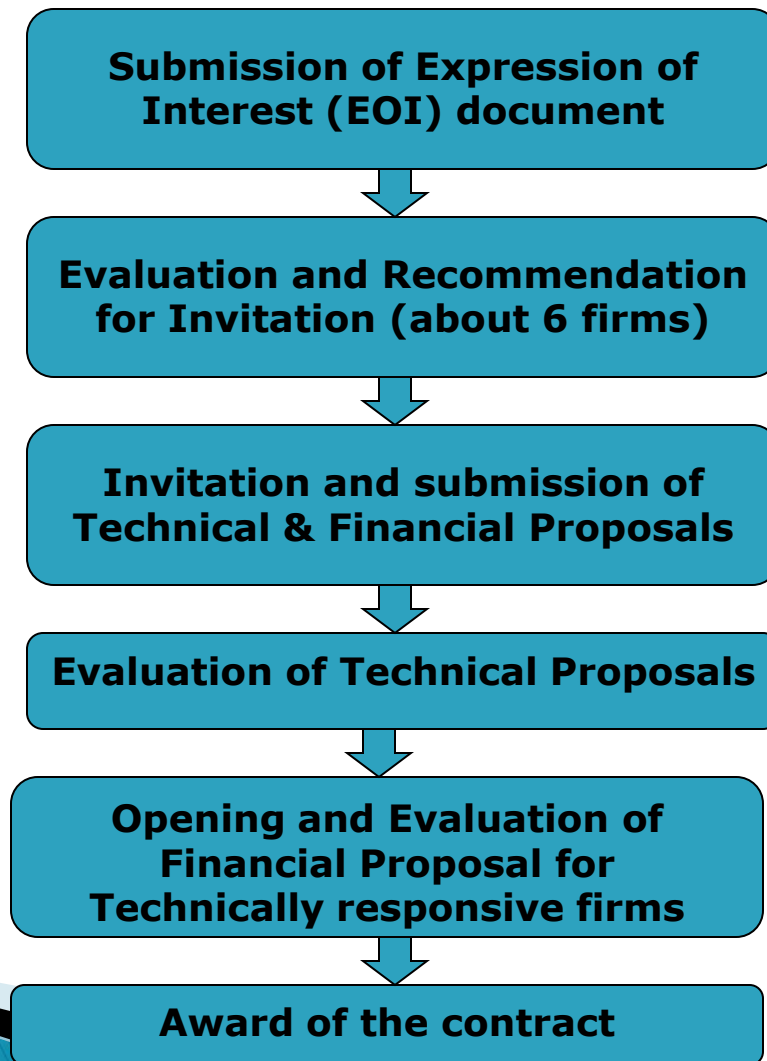 Submission of Expression of
Interest (EOI) document
Evaluation and Recommendation
for Invitation (about 6 firms)
Invitation and submission of
Technical & Financial Proposals
Evaluation of Technical Proposals
Opening and Evaluation of
Financial Proposal for
Technically responsive firms
Award of the contract